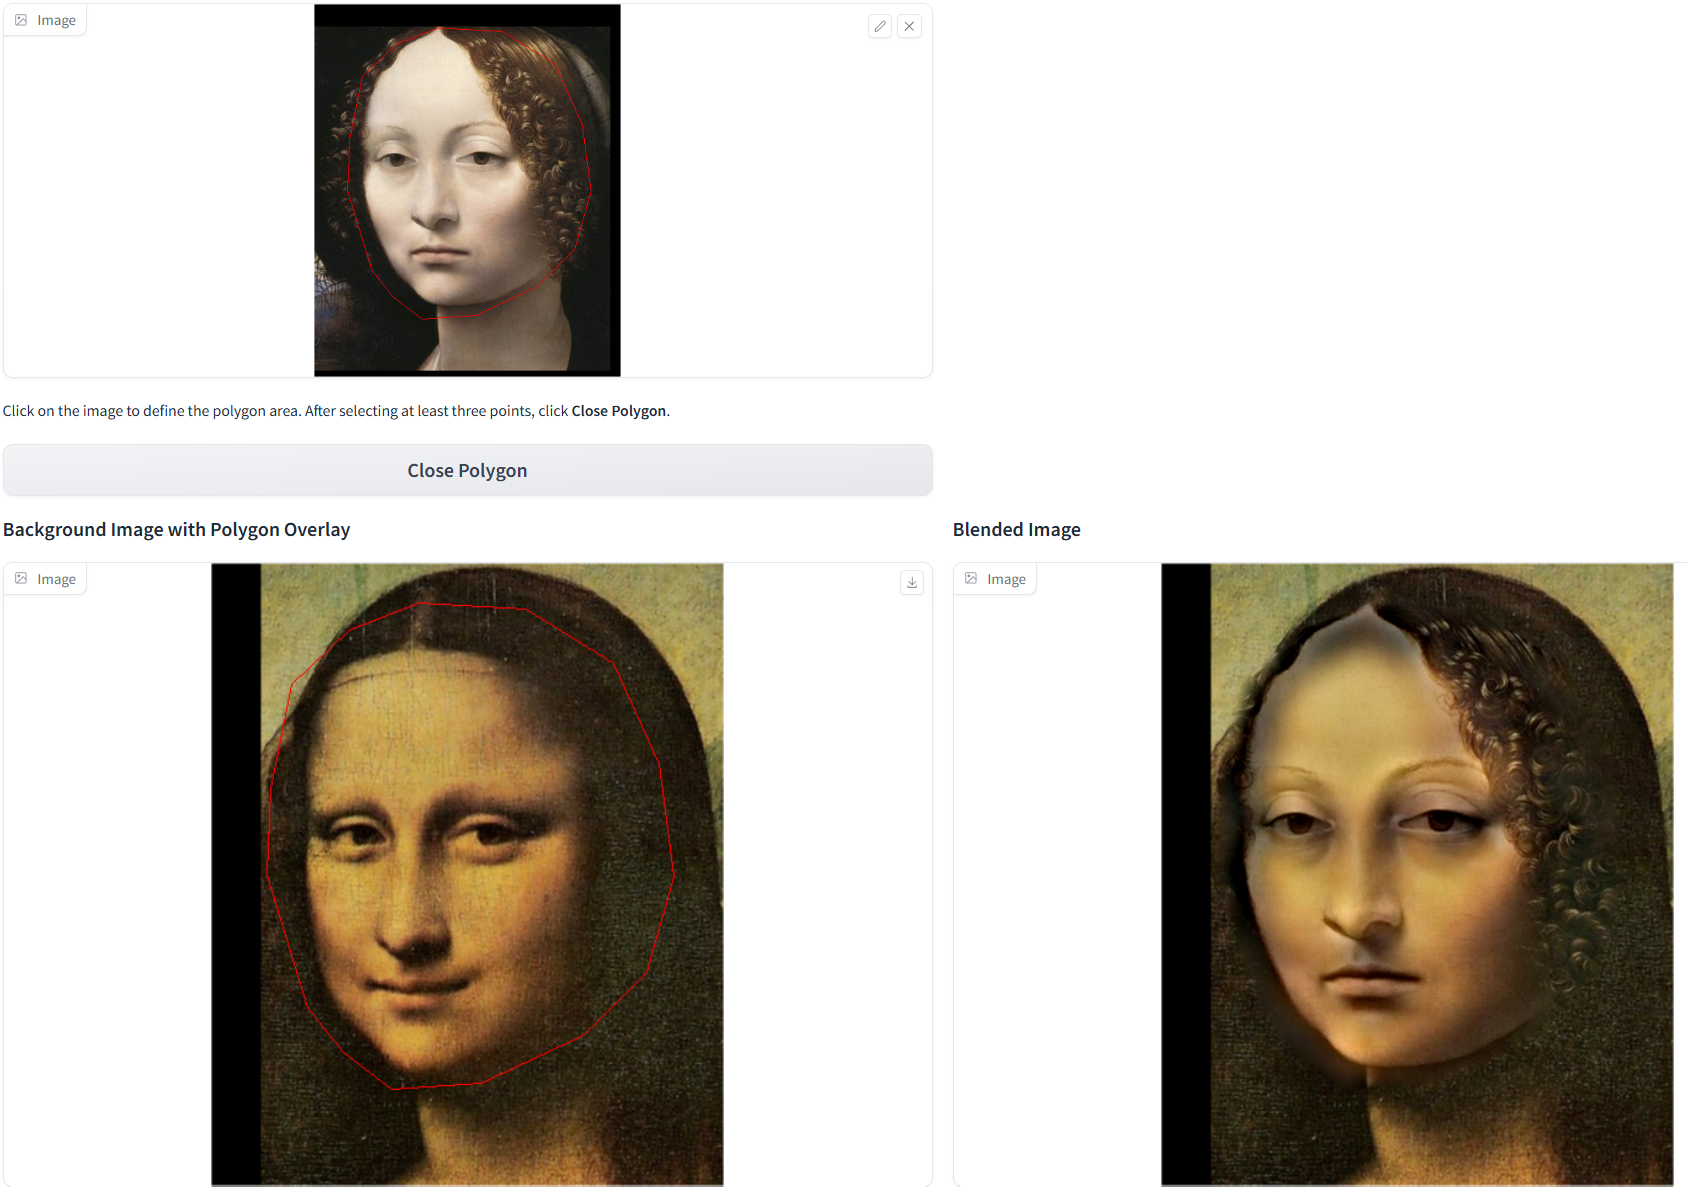 Image
Click on the image to define the polygon area. After selecting at least three points, click Close Polygon.
Close Polygon
Background Image with Polygon Overlay
Blended Image
Image
Image